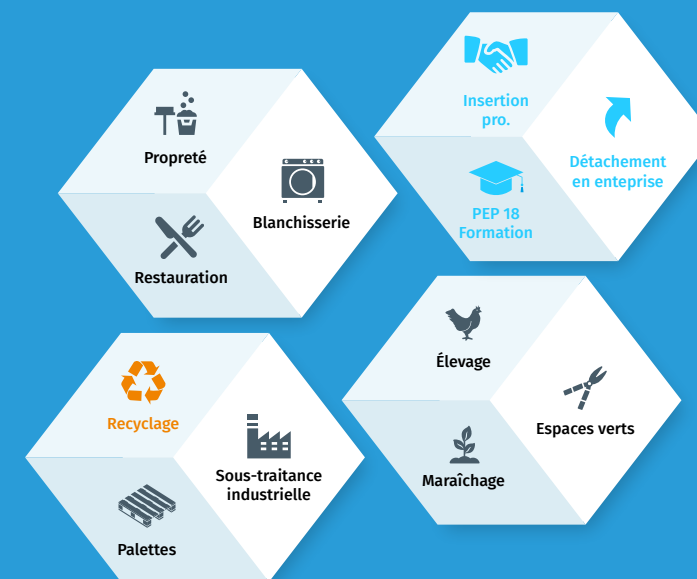 Propreté
Blanchisserie
Restauration
Insertion
pro.
Détachement
en enteprise
PEP 18
Formation
Recyclage
Sous-traitance
industrielle
Palettes
Élevage
Espaces verts
Maraîchage